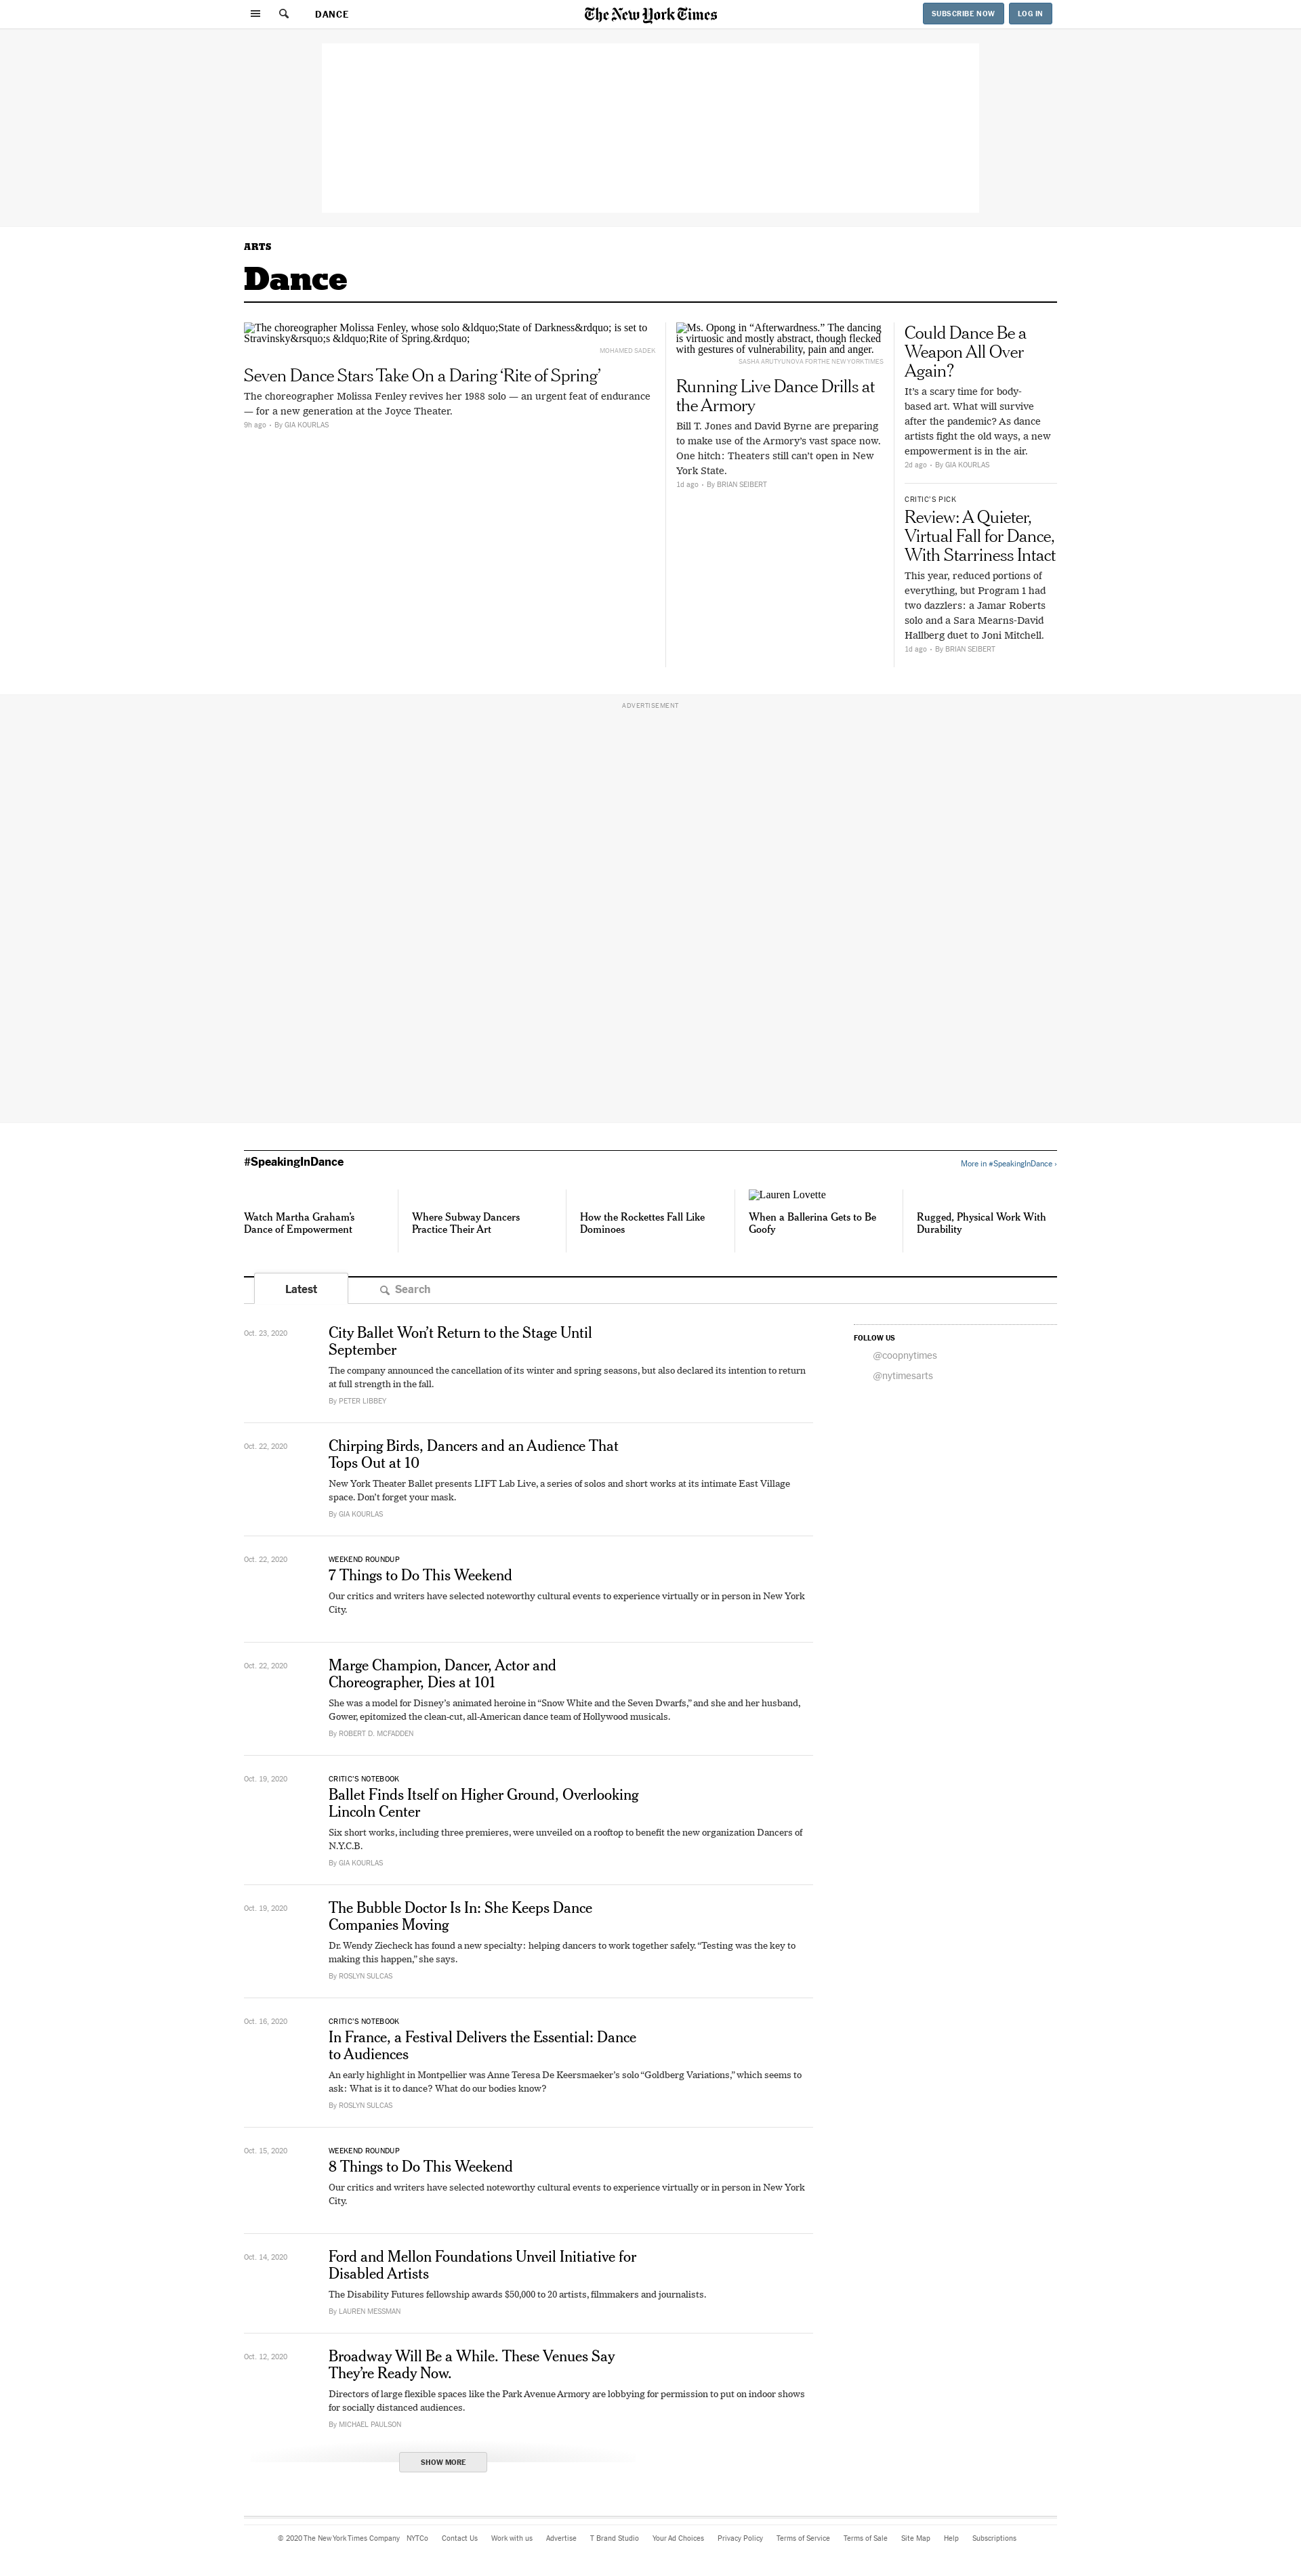 DANCE
The New York Times
SUBSCRIBE NOW
LOG IN
ARTS
Dance
The choreographer Molissa Fenley, whose solo &ldquo;State of Darkness&rdquo; is set to
Stravinsky&rsquo;s &ldquo;Rite of Spring.&rdquo;
MOHAMED SADEK
Seven Dance Stars Take On a Daring ‘Rite of Spring’
The choreographer Molissa Fenley revives her 1988 solo — an urgent feat of endurance
— for a new generation at the Joyce Theater.
9h ago • By GIA KOURLAS
Ms. Opong in “Afterwardness.” The dancing
is virtuosic and mostly abstract, though flecked
with gestures of vulnerability, pain and anger.
SASHA ARUTYUNOVA FOR THE NEW YORK TIMES
Running Live Dance Drills at
the Armory
Bill T. Jones and David Byrne are preparing
to make use of the Armory’s vast space now.
One hitch: Theaters still can’t open in New
York State.
1d ago • By BRIAN SEIBERT
Could Dance Be a
Weapon All Over
Again?
It’s a scary time for body-
based art. What will survive
after the pandemic? As dance
artists fight the old ways, a new
empowerment is in the air.
2d ago • By GIA KOURLAS
CRITIC’S PICK
Review: A Quieter,
Virtual Fall for Dance,
With Starriness Intact
This year, reduced portions of
everything, but Program 1 had
two dazzlers: a Jamar Roberts
solo and a Sara Mearns-David
Hallberg duet to Joni Mitchell.
1d ago • By BRIAN SEIBERT
ADVERTISEMENT
#SpeakingInDance
More in #SpeakingInDance ›
Watch Martha Graham’s
Dance of Empowerment
Where Subway Dancers
Practice Their Art
How the Rockettes Fall Like
Dominoes
Lauren Lovette
When a Ballerina Gets to Be
Goofy
Rugged, Physical Work With
Durability
Latest
Search
Oct. 23, 2020
City Ballet Won’t Return to the Stage Until
September
The company announced the cancellation of its winter and spring seasons, but also declared its intention to return
at full strength in the fall.
By PETER LIBBEY
FOLLOW US
@coopnytimes
@nytimesarts
Oct. 22, 2020
Chirping Birds, Dancers and an Audience That
Tops Out at 10
New York Theater Ballet presents LIFT Lab Live, a series of solos and short works at its intimate East Village
space. Don’t forget your mask.
By GIA KOURLAS
Oct. 22, 2020
WEEKEND ROUNDUP
7 Things to Do This Weekend
Our critics and writers have selected noteworthy cultural events to experience virtually or in person in New York
City.
Oct. 22, 2020
Marge Champion, Dancer, Actor and
Choreographer, Dies at 101
She was a model for Disney’s animated heroine in “Snow White and the Seven Dwarfs,” and she and her husband,
Gower, epitomized the clean-cut, all-American dance team of Hollywood musicals.
By ROBERT D. MCFADDEN
Oct. 19, 2020
CRITIC’S NOTEBOOK
Ballet Finds Itself on Higher Ground, Overlooking
Lincoln Center
Six short works, including three premieres, were unveiled on a rooftop to benefit the new organization Dancers of
N.Y.C.B.
By GIA KOURLAS
Oct. 19, 2020
The Bubble Doctor Is In: She Keeps Dance
Companies Moving
Dr. Wendy Ziecheck has found a new specialty: helping dancers to work together safely. “Testing was the key to
making this happen,” she says.
By ROSLYN SULCAS
Oct. 16, 2020
CRITIC’S NOTEBOOK
In France, a Festival Delivers the Essential: Dance
to Audiences
An early highlight in Montpellier was Anne Teresa De Keersmaeker’s solo “Goldberg Variations,” which seems to
ask: What is it to dance? What do our bodies know?
By ROSLYN SULCAS
Oct. 15, 2020
WEEKEND ROUNDUP
8 Things to Do This Weekend
Our critics and writers have selected noteworthy cultural events to experience virtually or in person in New York
City.
Oct. 14, 2020
Ford and Mellon Foundations Unveil Initiative for
Disabled Artists
The Disability Futures fellowship awards $50,000 to 20 artists, filmmakers and journalists.
By LAUREN MESSMAN
Oct. 12, 2020
Broadway Will Be a While. These Venues Say
They’re Ready Now.
Directors of large flexible spaces like the Park Avenue Armory are lobbying for permission to put on indoor shows
for socially distanced audiences.
By MICHAEL PAULSON
SHOW MORE
© 2020 The New York Times Company NYTCo Contact Us Work with us Advertise T Brand Studio Your Ad Choices Privacy Policy Terms of Service Terms of Sale Site Map Help Subscriptions